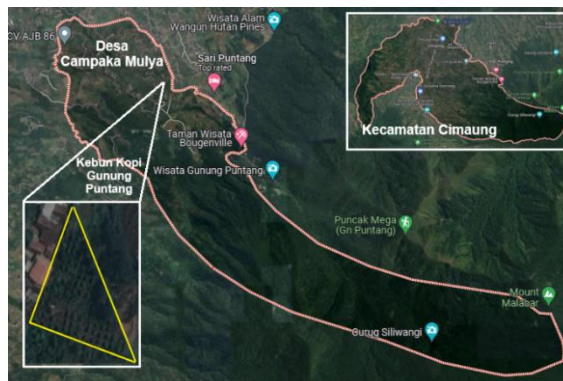 CV AJB 86
Desa
Campaka Mulya
Wisata Alam
Wangun Hutan Pines
Sari Puntang
Top rated
Taman Wisata
Bougenville
Kebun Kopi
Gunung
Puntang
Wisata Gunung Puntang
Puncak Mega
(Gn Puntang)
Mount
Malabar
Curug Siliwangi
Kecamatan Cimaung